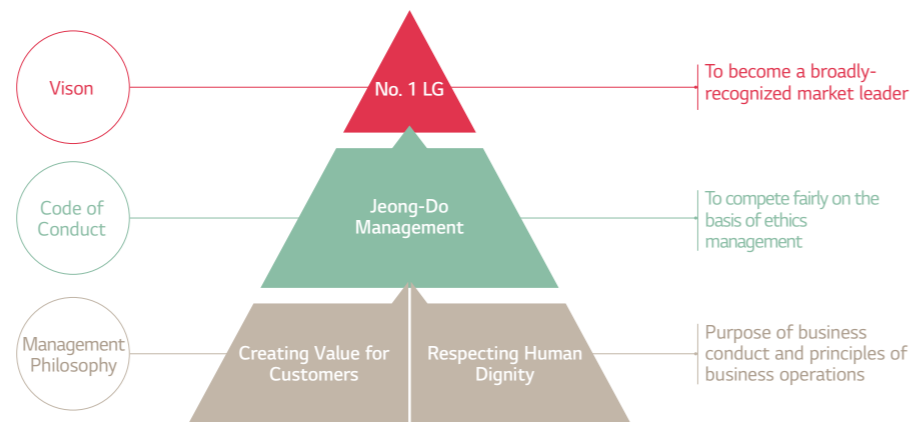 Vison
No. 1 LG
To become a broadly-
recognized market leader
Code of
Conduct
Jeong-Do
Management
To compete fairly on the
basis of ethics
management
Management
Philosophy
Creating Value for
Customers
Respecting Human
Dignity
Purpose of business
conduct and principles of
business operations